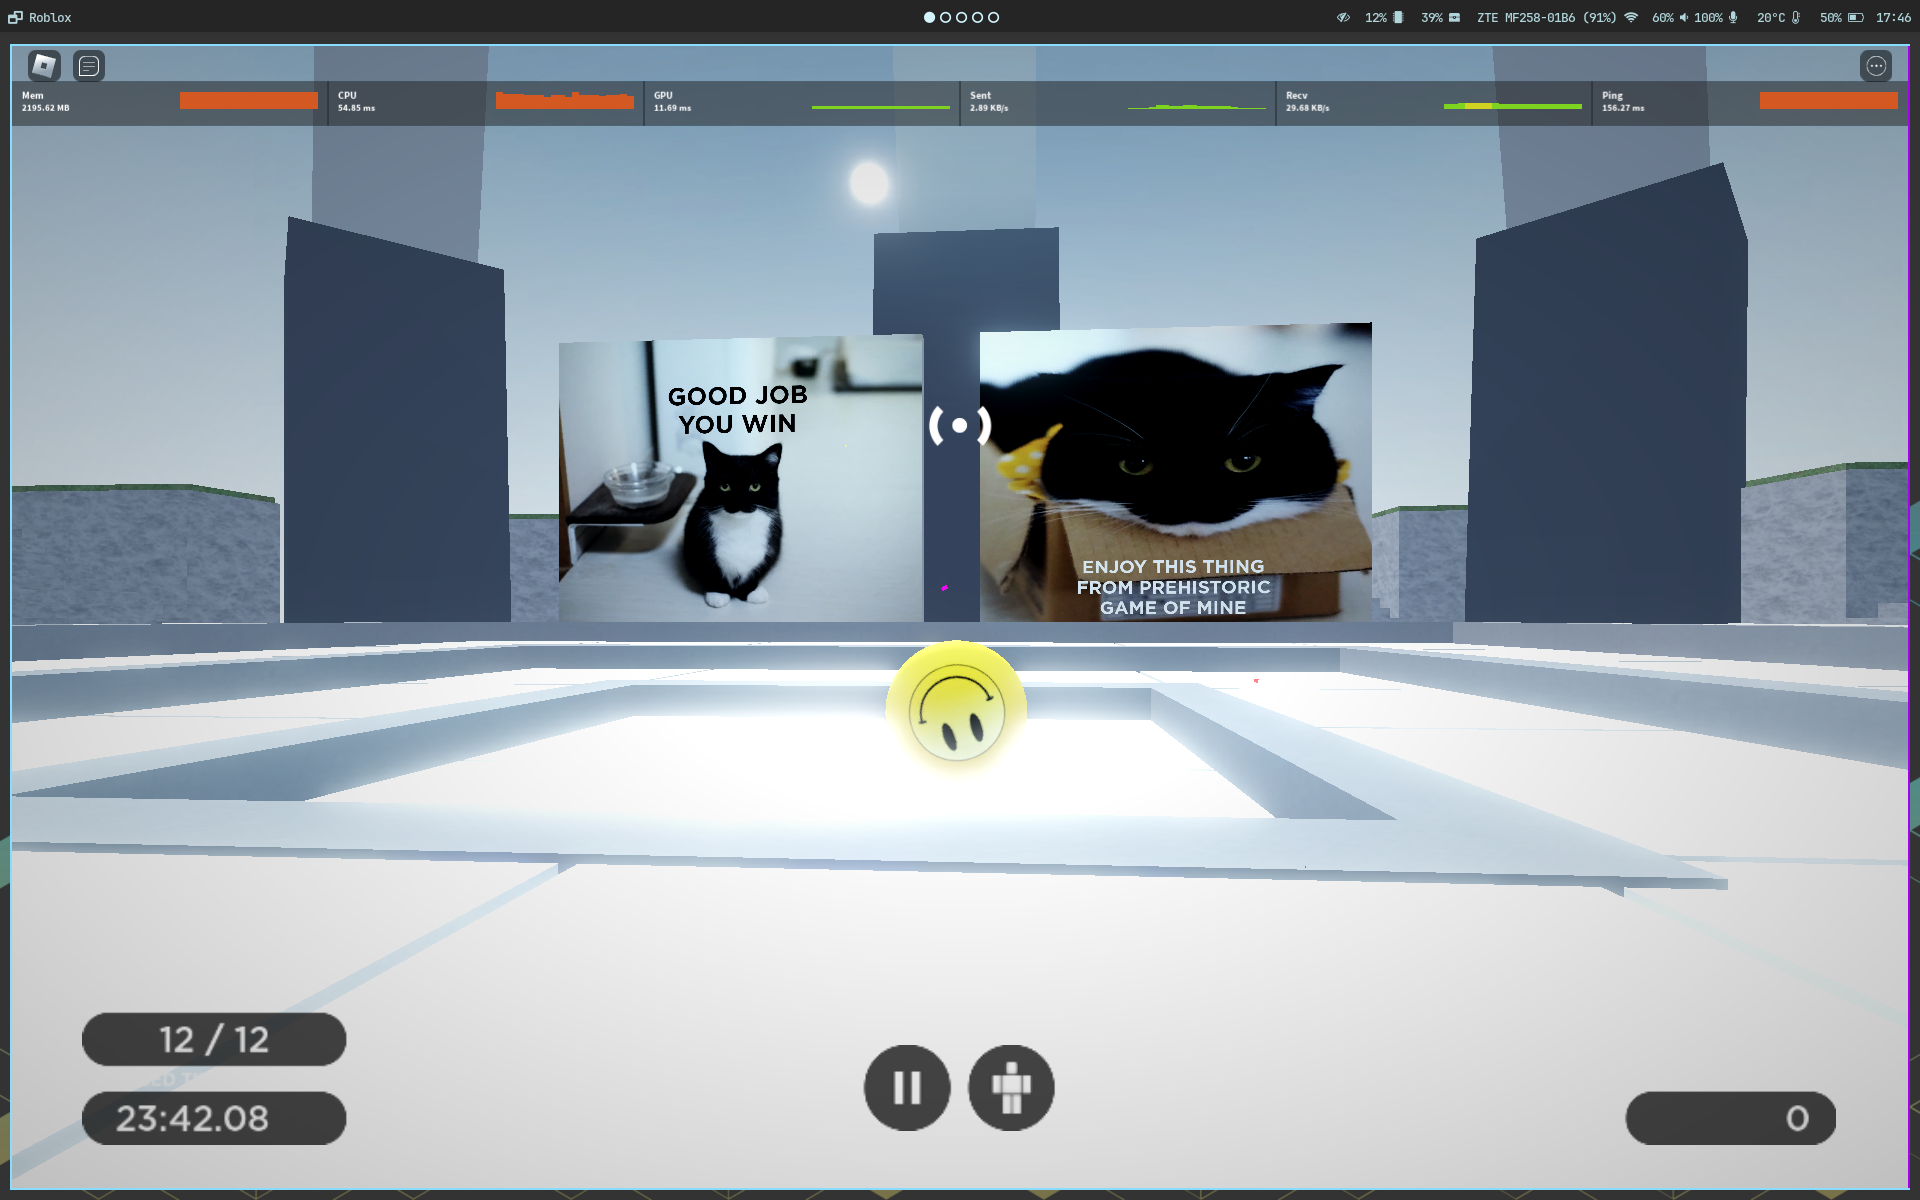 Roblox
12%
39%
ZTE MF258-01B6 (91%)
60%
100%
20°C
50%
17:46
Mem
2195.62 MB
CPU
54.85 ms
GPU
11.69 ms
Sent
2.89 KB/s
Recv
29.68 KB/s
Ping
156.27 ms
GOOD JOB
YOU WIN
ENJOY THIS THING
FROM PREHISTORIC
GAME OF MINE
12 / 12
23:42.08
0